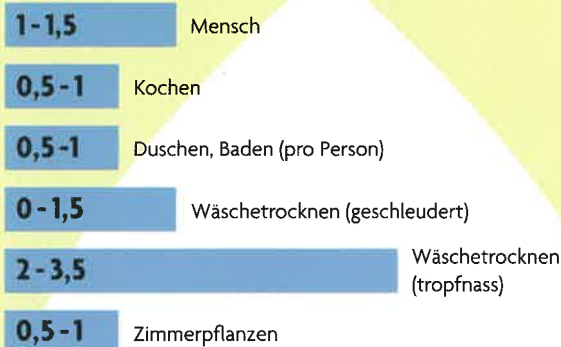 1 - 1,5 Mensch
0,5 - 1 Kochen
0,5 - 1 Duschen, Baden (pro Person)
0 - 1,5 Wäschetrocknen (geschleudert)
2 - 3,5 Wäschetrocknen
(tropfnass)
0,5 - 1 Zimmerpflanzen